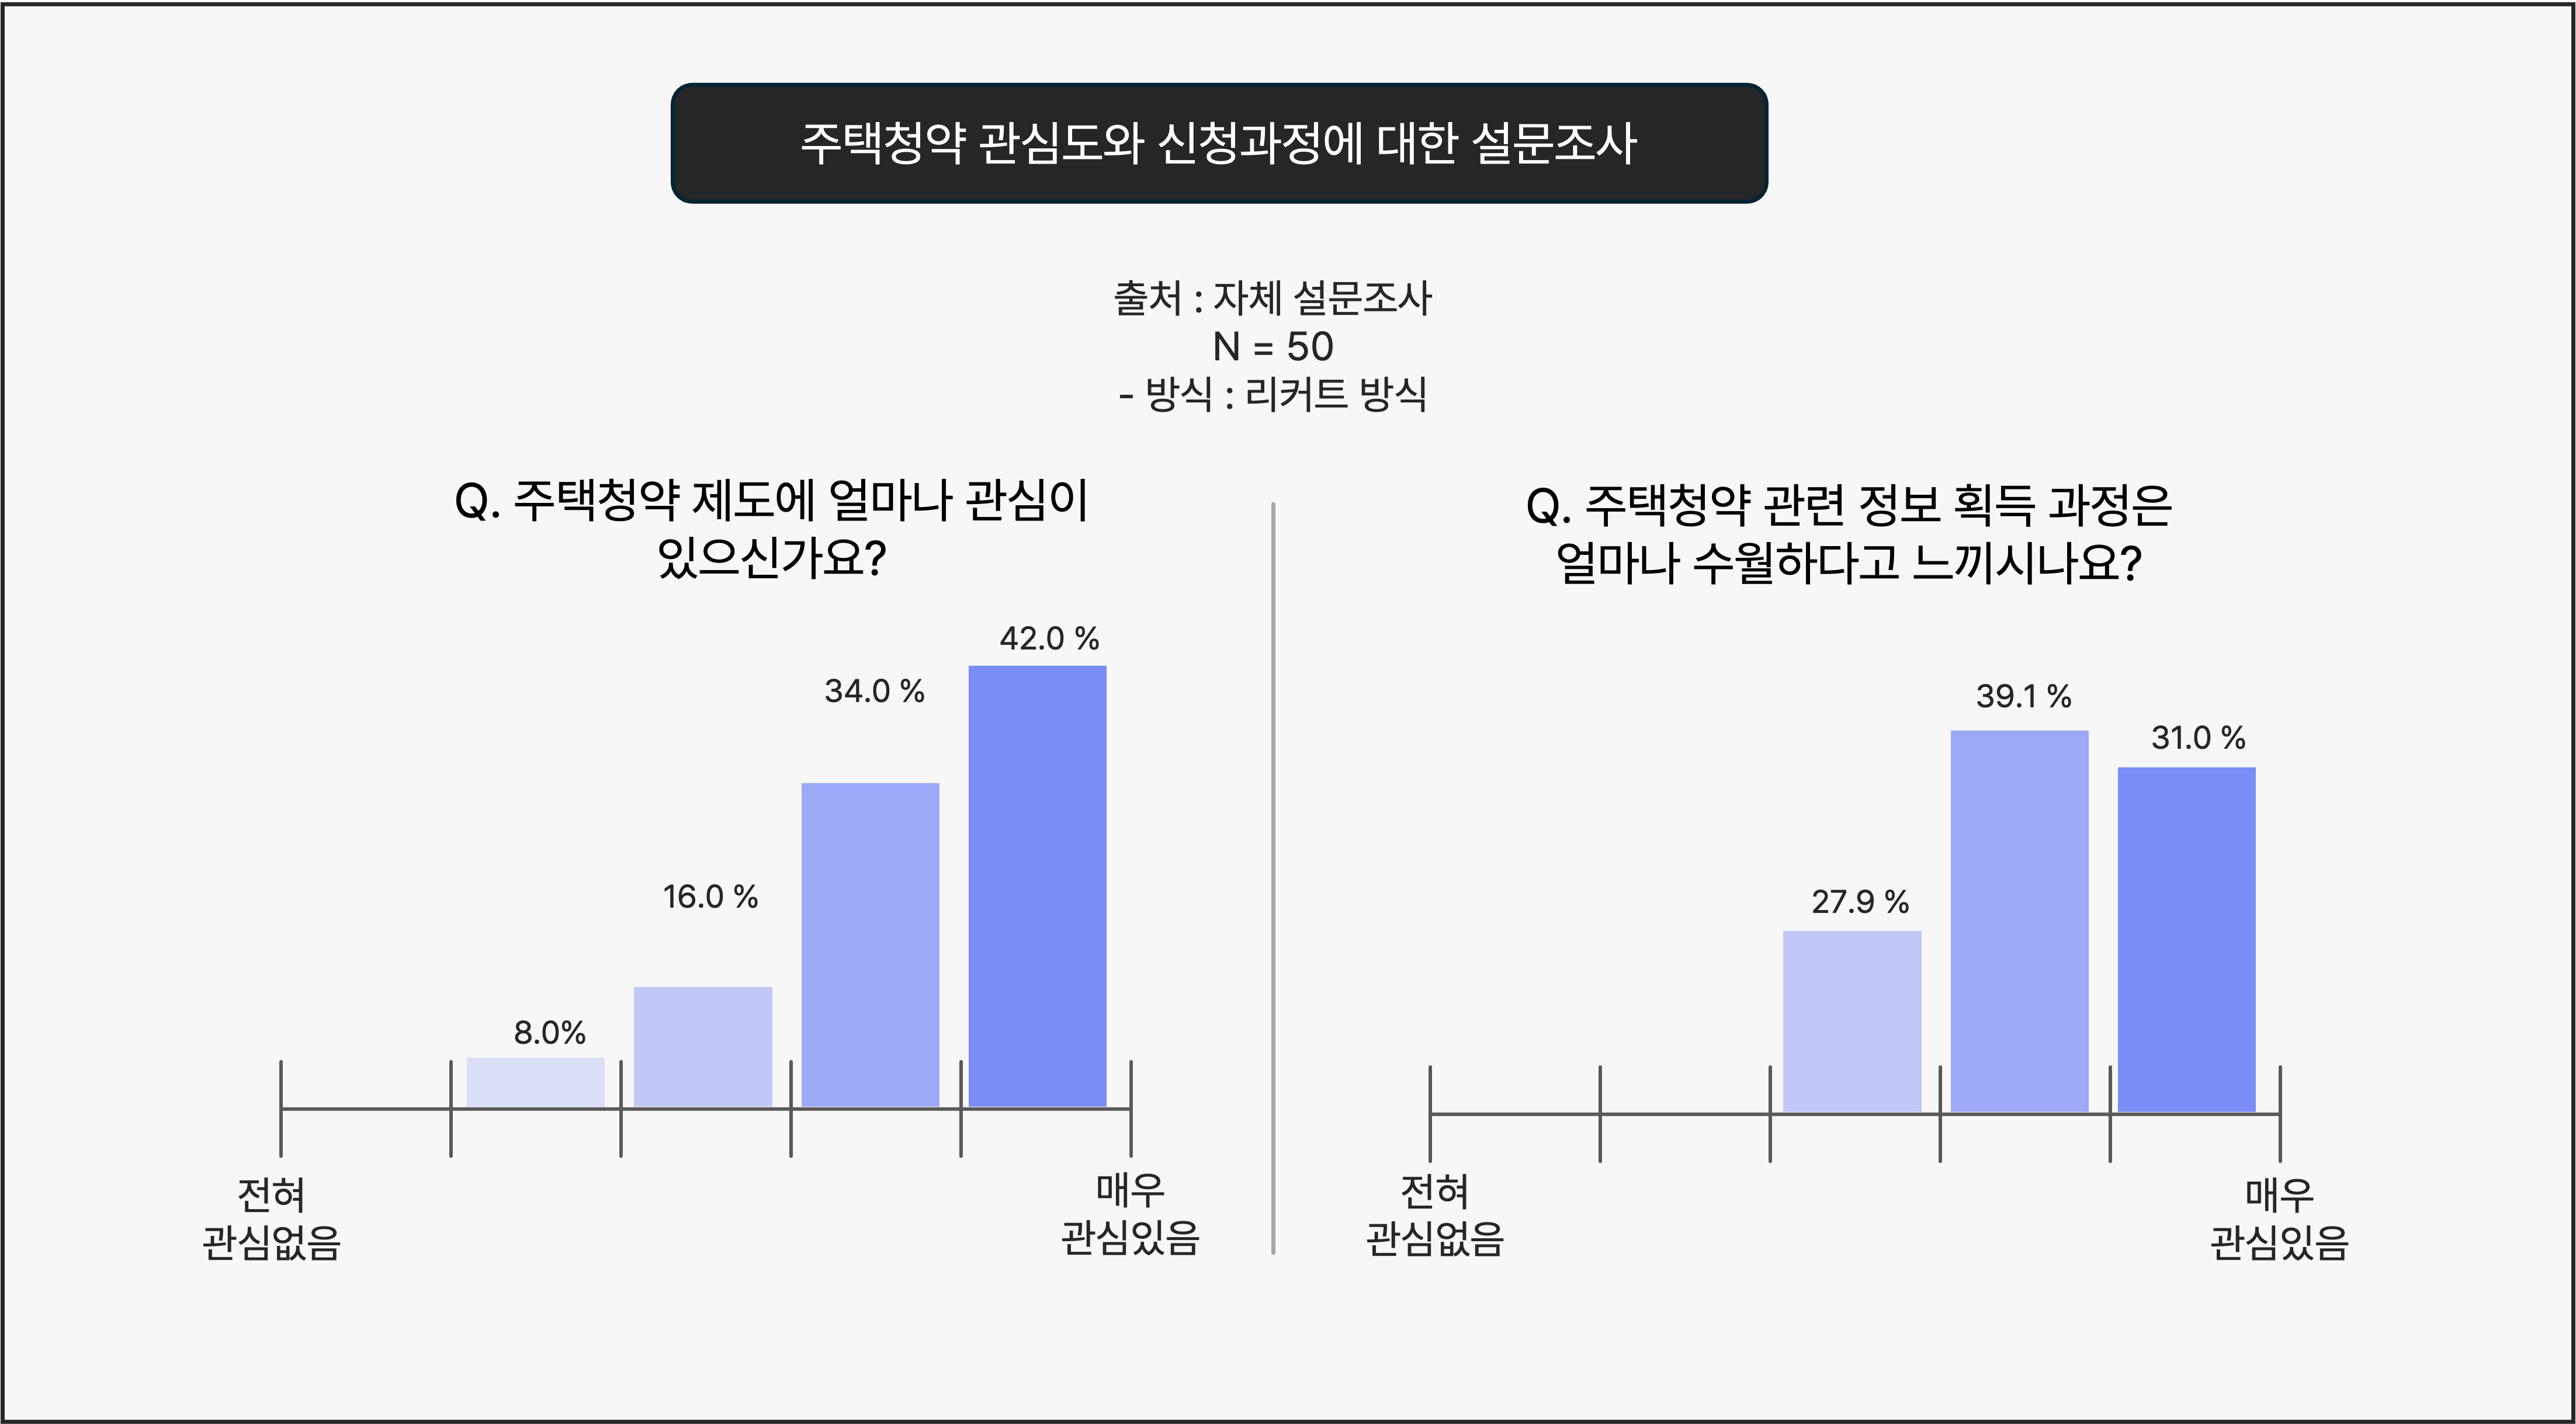 주택청약 관심도와 신청과정에 대한 설문조사
출처 : 자체 설문조사
N = 50
- 방식 : 리커트 방식
Q. 주택청약 제도에 얼마나 관심이
있으신가요?
42.0 %
34.0 %
16.0 %
8.0%
전혀
관심없음
매우
관심있음
Q. 주택청약 관련 정보 획득 과정은
얼마나 수월하다고 느끼시나요?
39.1 %
31.0 %
27.9 %
전혀
관심없음
매우
관심있음